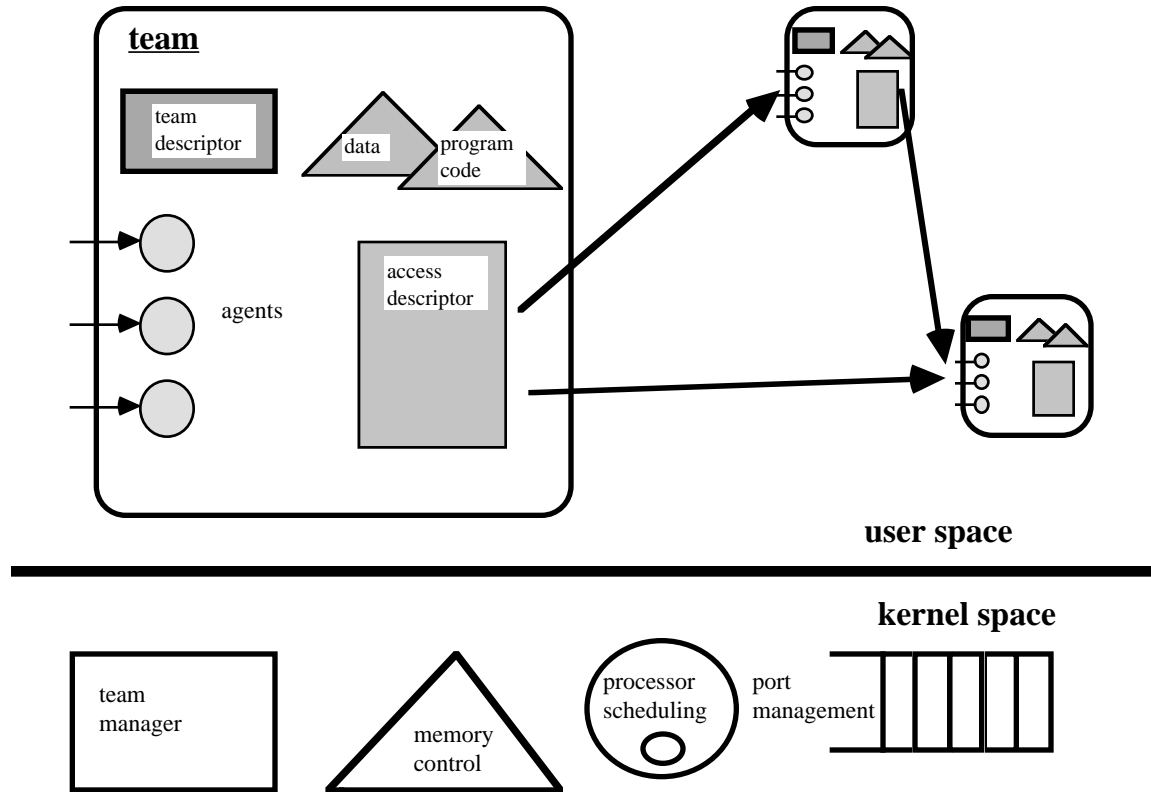 team
team
descriptor
data
program
code
access
descriptor
agents
user space
kernel space
team
manager
memory
control
processor
scheduling
port
management